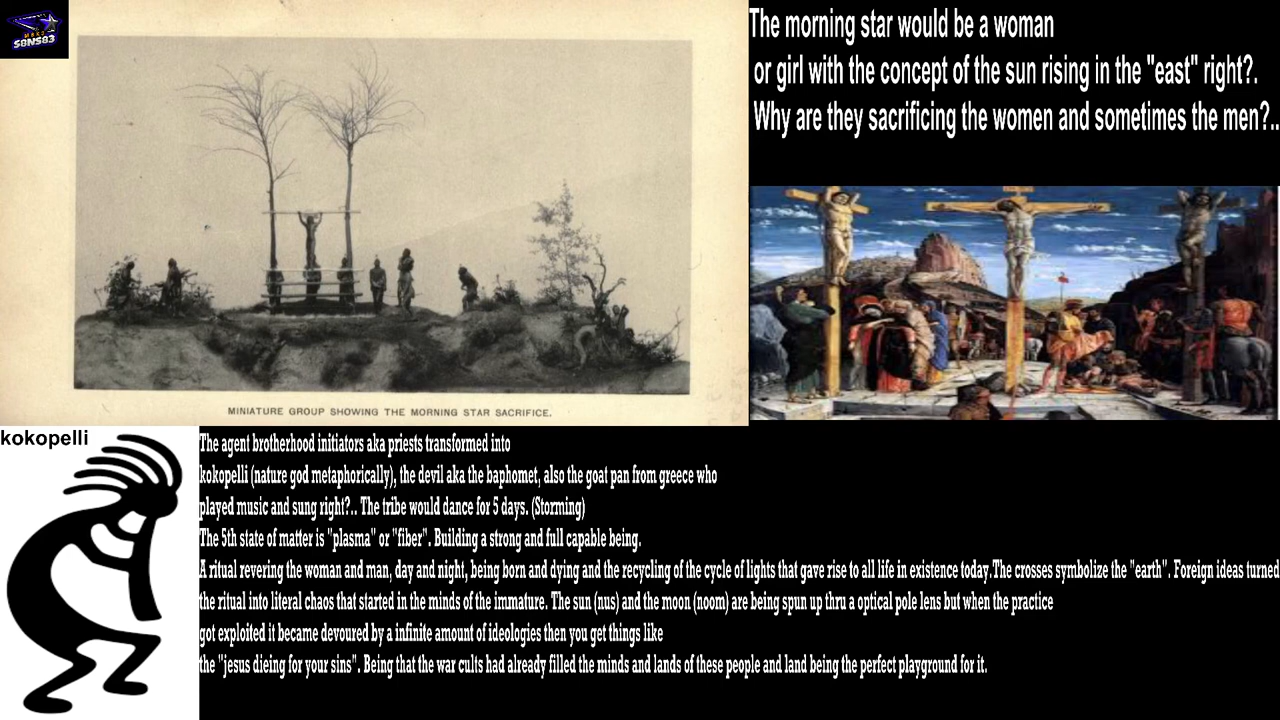 MAKO
S8NS83
The morning star would be a woman
or girl with the concept of the sun rising in the "east" right?.
Why are they sacrificing the women and sometimes the men?..
MINIATURE GROUP SHOWING THE MORNING STAR SACRIFICE.
kokopelli
The agent brotherhood initiators aka priests transformed into
kokopelli (nature god metaphorically), the devil aka the baphomet, also the goat pan from greece who
played music and sung right?.. The tribe would dance for 5 days. (Storming)
The 5th state of matter is "plasma" or "fiber". Building a strong and full capable being.
A ritual revering the woman and man, day and night, being born and dying and the recycling of the cycle of lights that gave rise to all life in existence today.The crosses symbolize the "earth". Foreign ideas turned
the ritual into literal chaos that started in the minds of the immature. The sun (nus) and the moon (noom) are being spun up thru a optical pole lens but when the practice
got exploited it became devoured by a infinite amount of ideologies then you get things like
the "jesus dieing for your sins". Being that the war cults had already filled the minds and lands of these people and land being the perfect playground for it.